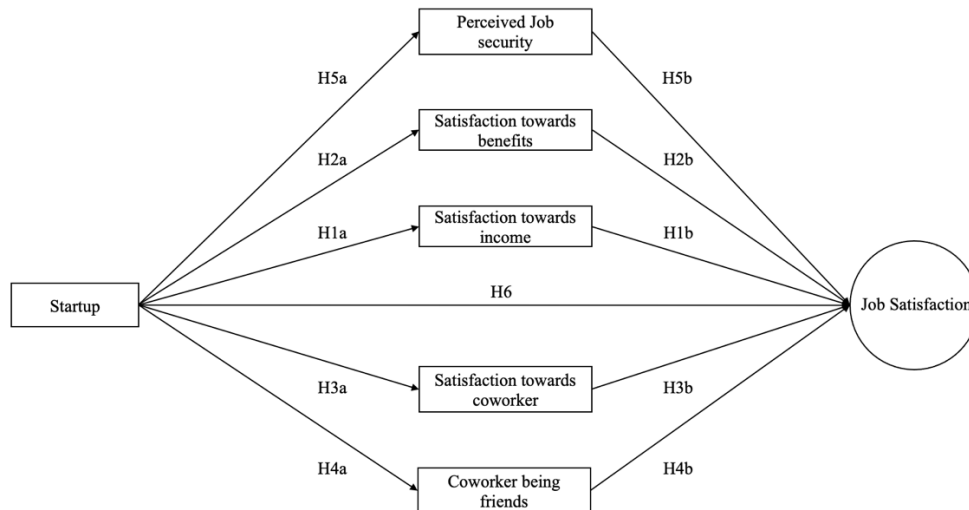 Perceived Job
security
H5a
H5b
Satisfaction towards
benefits
H2a
H2b
Satisfaction towards
income
H1a
H1b
H6
Startup
Job Satisfaction
Satisfaction towards
coworker
H3a
H3b
Coworker being
friends
H4a
H4b